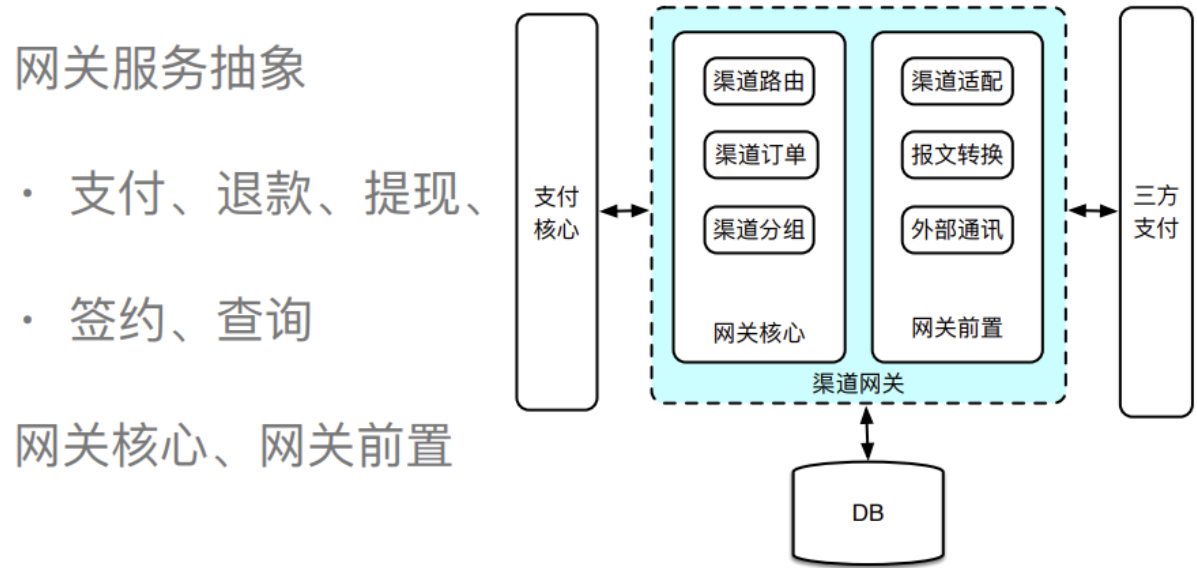 网关服务抽象
· 支付、退款、提现、
· 签约、查询
网关核心、网关前置
支付
核心
渠道路由
渠道订单
渠道分组
网关核心
渠道适配
报文转换
外部通讯
网关前置
渠道网关
三方
支付
DB